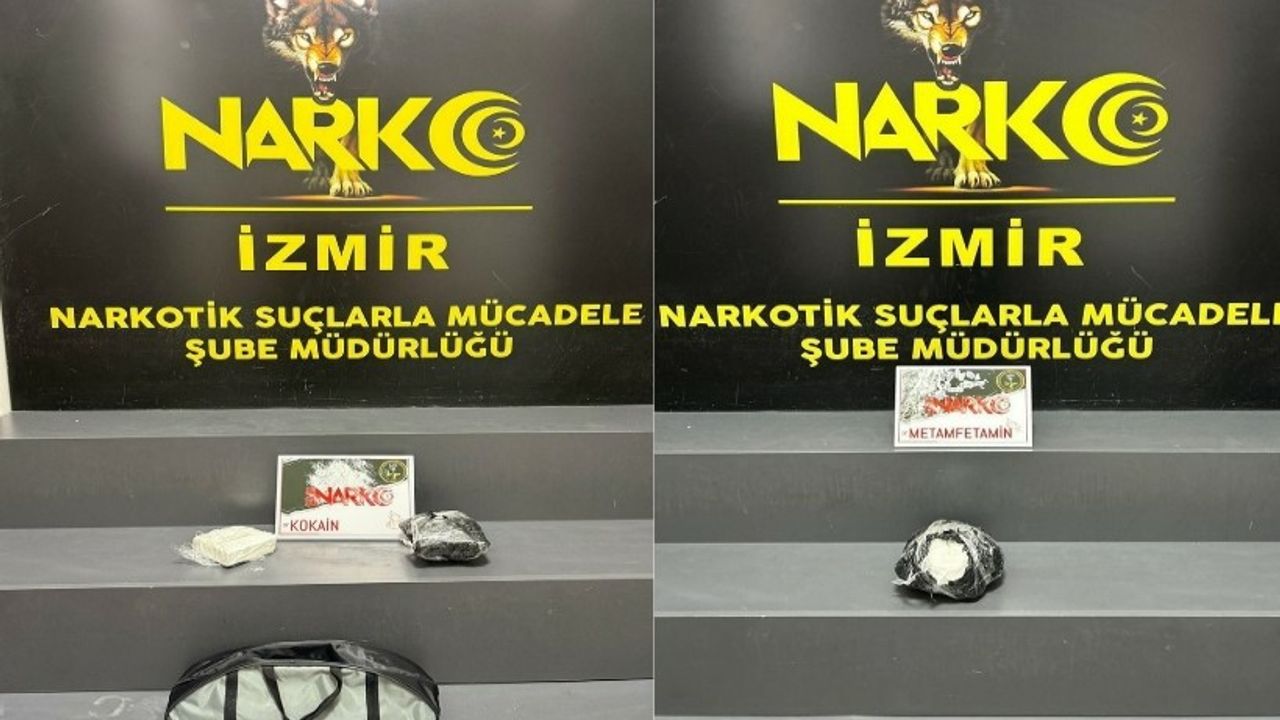 NARKO
İZMİR
NARKOTİK SUÇLARLA MÜCADELE
ŞUBE MÜDÜRLÜĞÜ
NARKO
KOKAİN
NARKO
İZMİR
NARKOTİK SUÇLARLA MÜCADELE
ŞUBE MÜDÜRLÜĞÜ
NARKO
METAMFETAMİN